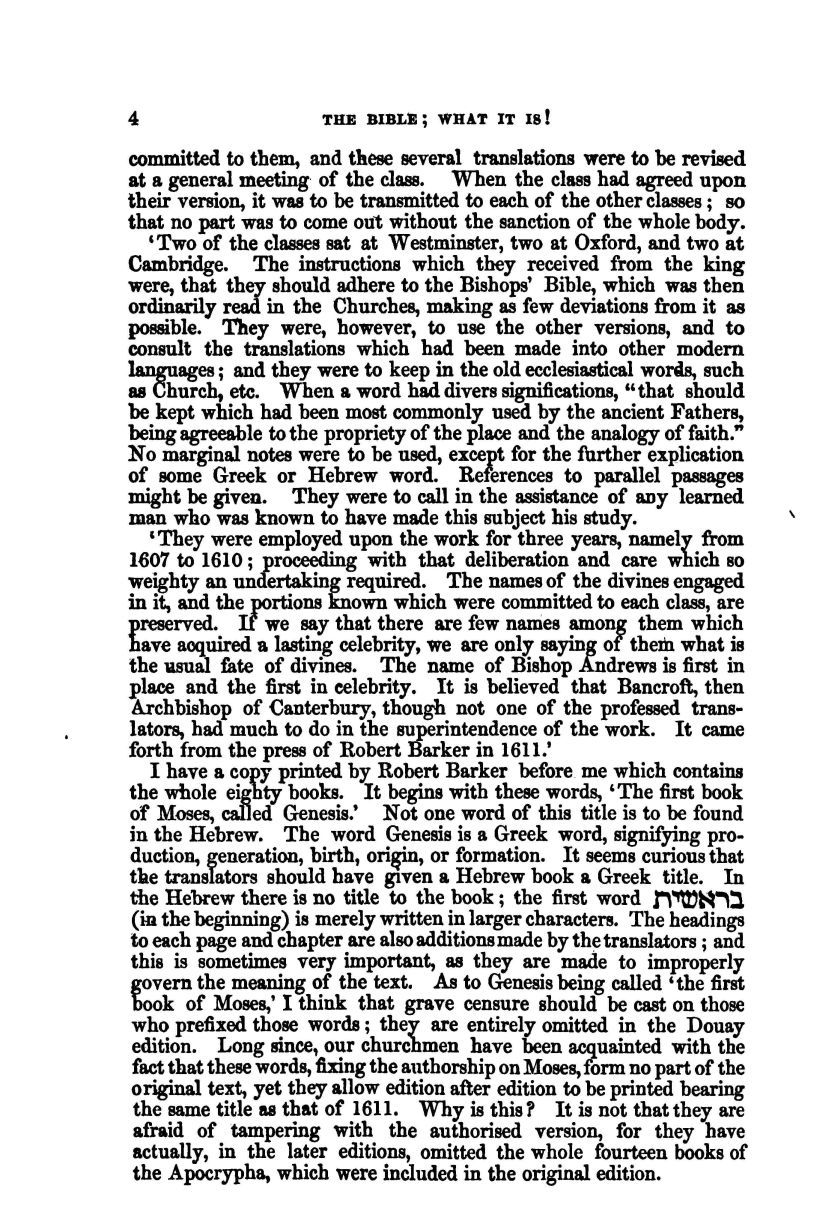 4 THE BIBLE; WHAT IT IS!
committed to them, and these several translations were to be revised
at a general meeting of the class. When the class had agreed upon
their version, it was to be transmitted to each of the other classes; so
that no part was to come out without the sanction of the whole body.
‘Two of the classes sat at Westminster, two at Oxford, and two at
Cambridge. The instructions which they received from the king
were, that they should adhere to the Bishops’ Bible, which was then
ordinarily read in the Churches, making as few deviations from it as
possible. They were, however, to use the other versions, and to
consult the translations which had been made into other modern
languages; and they were to keep in the old ecclesiastical words, such
as Church, etc. When a word had divers significations, “that should
be kept which had been most commonly used by the ancient Fathers,
being agreeable to the propriety of the place and the analogy of faith.”
No marginal notes were to be used, except for the further explication
of some Greek or Hebrew word. References to parallel passages
might be given. They were to call in the assistance of any learned
man who was known to have made this subject his study.
‘They were employed upon the work for three years, namely from
1607 to 1610; proceeding with that deliberation and care which so
weighty an undertaking required. The names of the divines engaged
in it, and the portions known which were committed to each class, are
preserved. If we say that there are few names among them which
have acquired a lasting celebrity, we are only saying of them what is
the usual fate of divines. The name of Bishop Andrews is first in
place and the first in celebrity. It is believed that Bancroft, then
Archbishop of Canterbury, though not one of the professed trans-
lators, had much to do in the superintendence of the work. It came
forth from the press of Robert Barker in 1611.’
I have a copy printed by Robert Barker before me which contains
the whole eighty books. It begins with these words, ‘The first book
of Moses, called Genesis.’ Not one word of this title is to be found
in the Hebrew. The word Genesis is a Greek word, signifying pro-
duction, generation, birth, origin, or formation. It seems curious that
the translators should have given a Hebrew book a Greek title. In
the Hebrew there is no title to the book; the first word בראשית
(in the beginning) is merely written in larger characters. The headings
to each page and chapter are also additions made by the translators; and
this is sometimes very important, as they are made to improperly
govern the meaning of the text. As to Genesis being called ‘the first
book of Moses,’ I think that grave censure should be cast on those
who prefixed those words; they are entirely omitted in the Douay
edition. Long since, our churchmen have been acquainted with the
fact that these words, fixing the authorship on Moses, form no part of the
original text, yet they allow edition after edition to be printed bearing
the same title as that of 1611. Why is this? It is not that they are
afraid of tampering with the authorised version, for they have
actually, in the later editions, omitted the whole fourteen books of
the Apocrypha, which were included in the original edition.